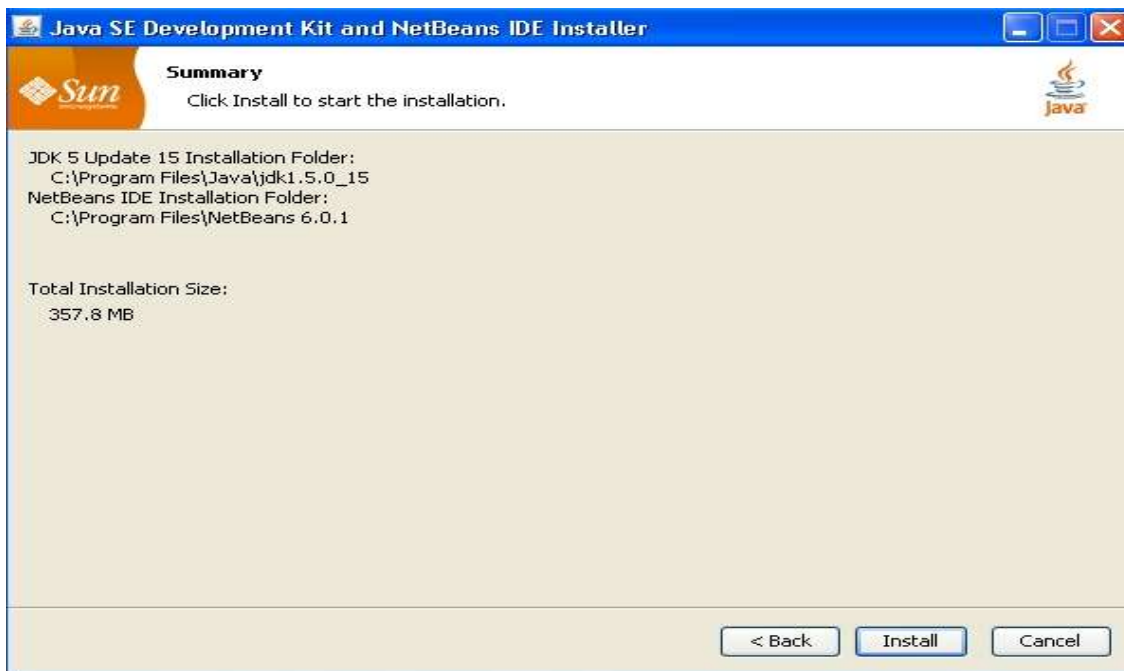 Java SE Development Kit and NetBeans IDE Installer
Sun
microsystems
Summary
Click Install to start the installation.
Java
JDK 5 Update 15 Installation Folder:
C:\Program Files\Java\jdk1.5.0_15
NetBeans IDE Installation Folder:
C:\Program Files\NetBeans 6.0.1
Total Installation Size:
357.8 MB
< Back
Install
Cancel